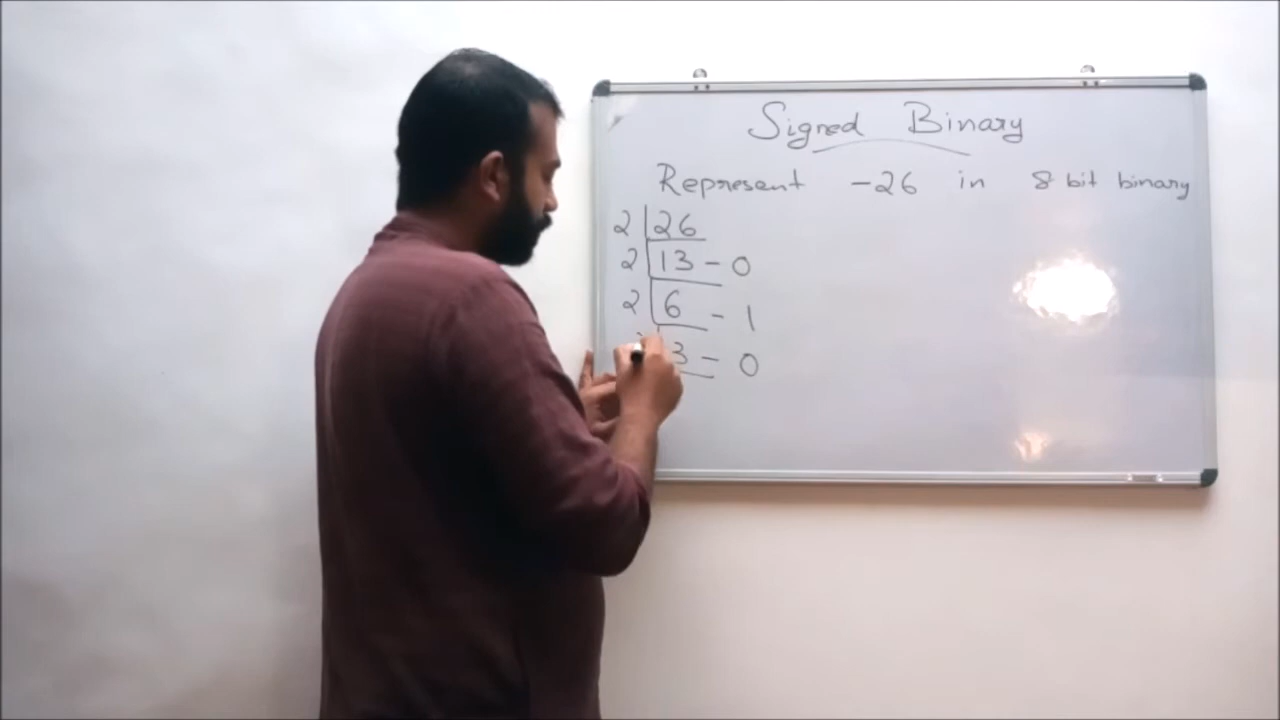 Signed Binary
Represent -26 in 8 bit binary
2 26
2 13 - 0
2 6 - 1
3 - 0